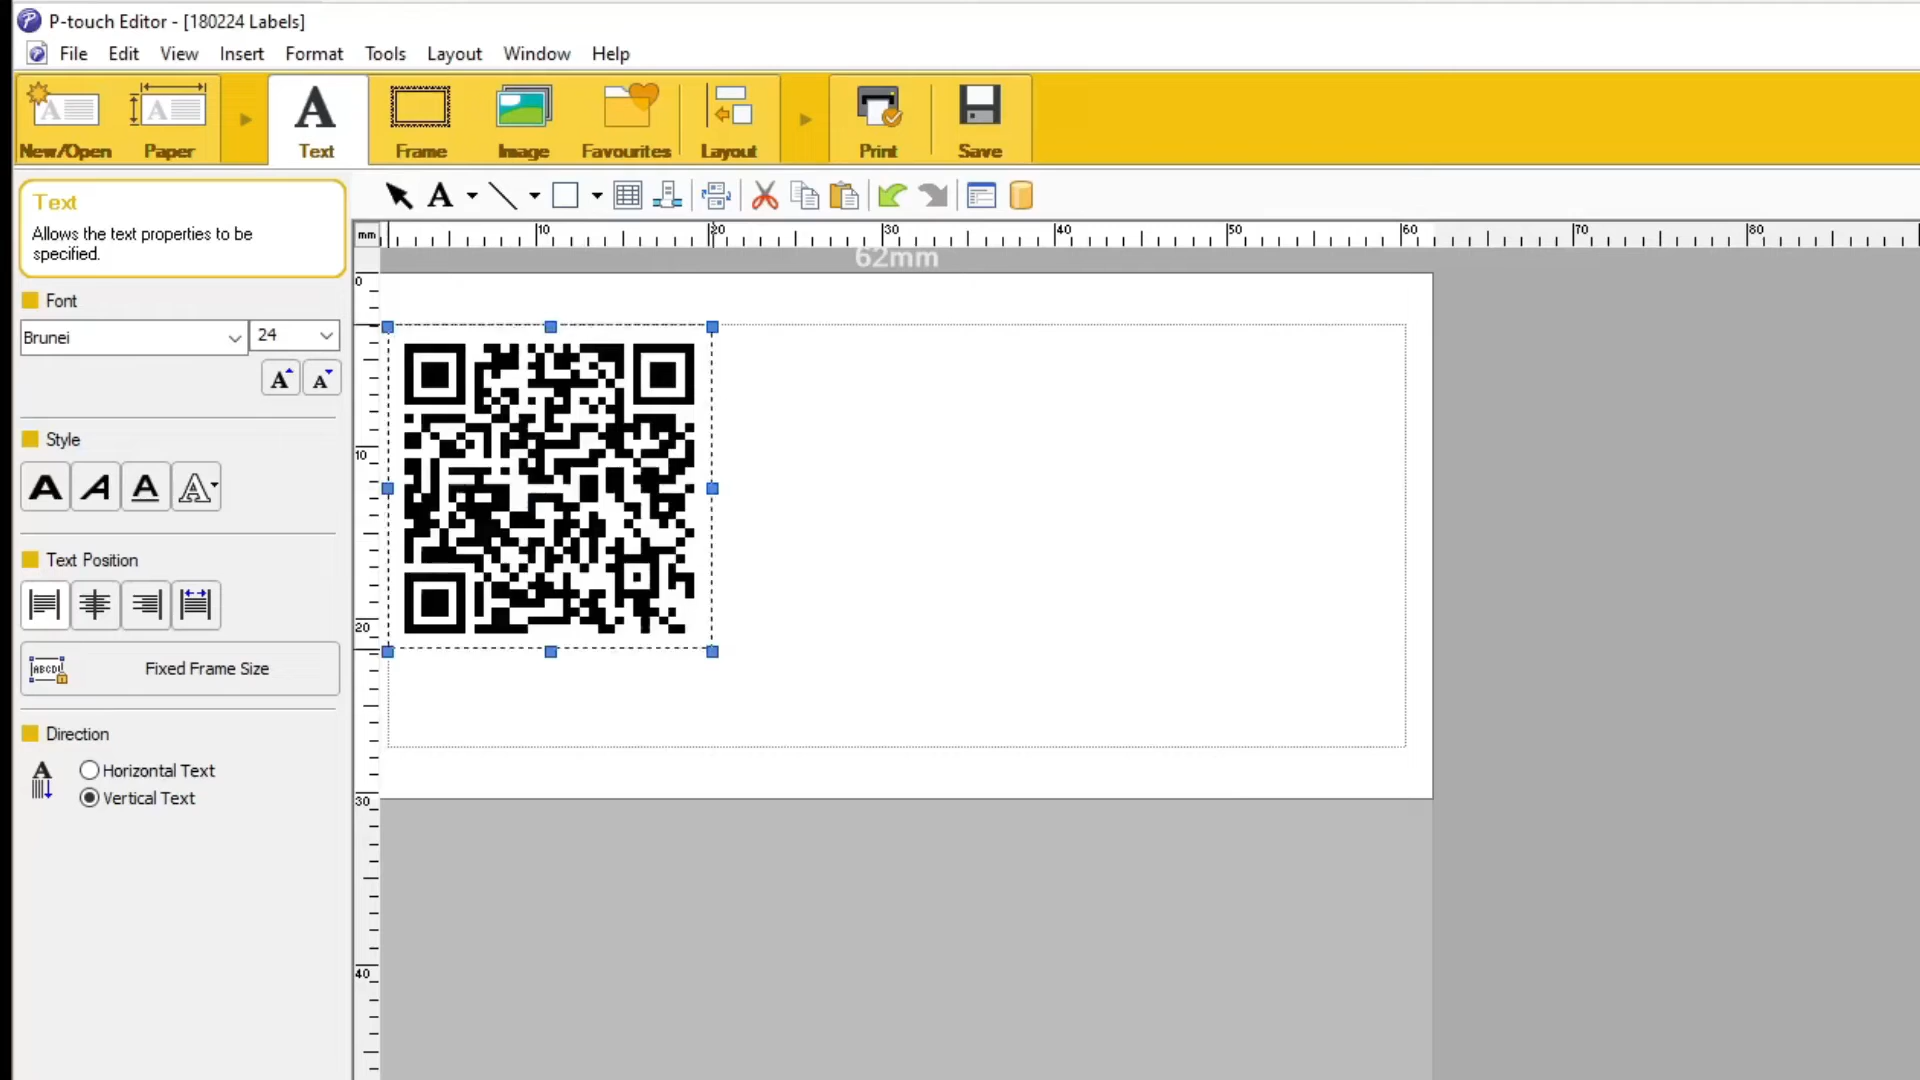 P-touch Editor - [180224 Labels]
File Edit View Insert Format Tools Layout Window Help
New/Open Paper Text Frame Image Favourites Layout Print Save
Text
Allows the text properties to be
specified.
Font
Brunei 24
Style
Text Position
Fixed Frame Size
Direction
Horizontal Text
Vertical Text
mm 10 20 30 40 50 60 70 80
62mm
0
10
20
30
40